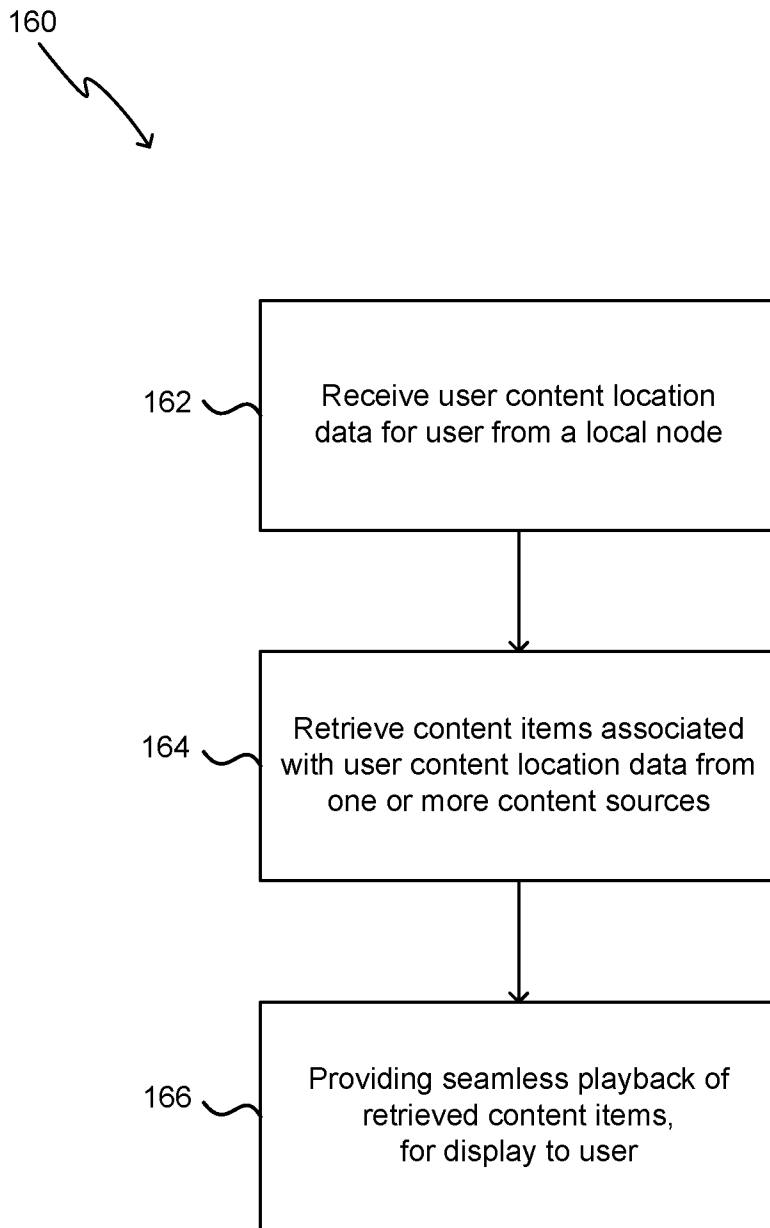 160
162
Receive user content location
data for user from a local node
164
Retrieve content items associated
with user content location data from
one or more content sources
166
Providing seamless playback of
retrieved content items,
for display to user